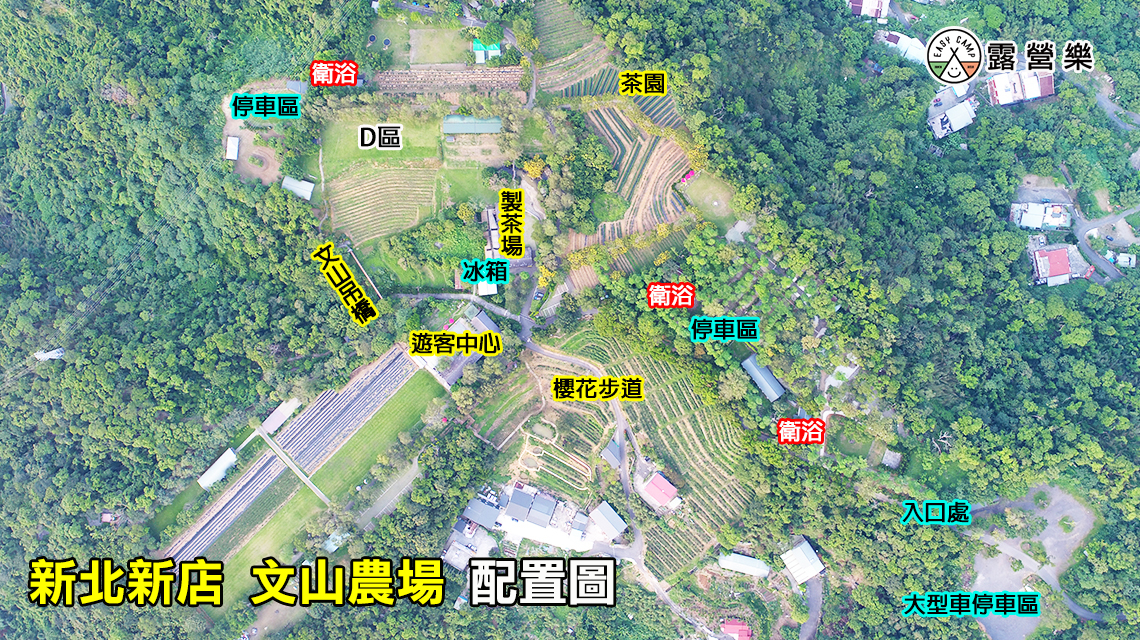 EASY CAMP
露營樂
衛浴
停車區
茶園
D區
製茶場
文山吊橋
冰箱
衛浴
停車區
遊客中心
櫻花步道
衛浴
入口處
大型車停車區
新北新店 文山農場 配置圖